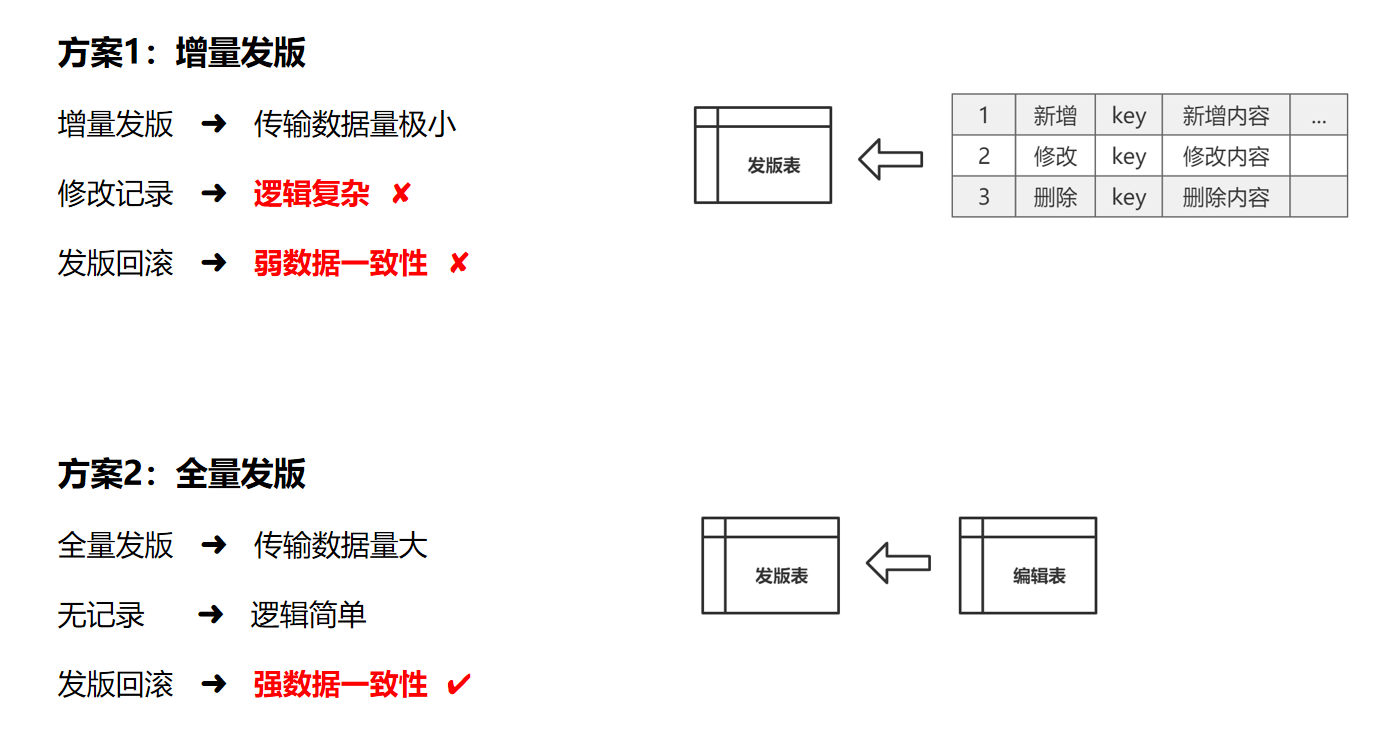 方案1：增量发版
增量发版 ➜ 传输数据量极小
修改记录 ➜ 逻辑复杂 ✘
发版回滚 ➜ 弱数据一致性 ✘
发版表
1 新增 key 新增内容 ...
2 修改 key 修改内容
3 删除 key 删除内容
方案2：全量发版
全量发版 ➜ 传输数据量大
无记录 ➜ 逻辑简单
发版回滚 ➜ 强数据一致性 ✔
发版表
编辑表